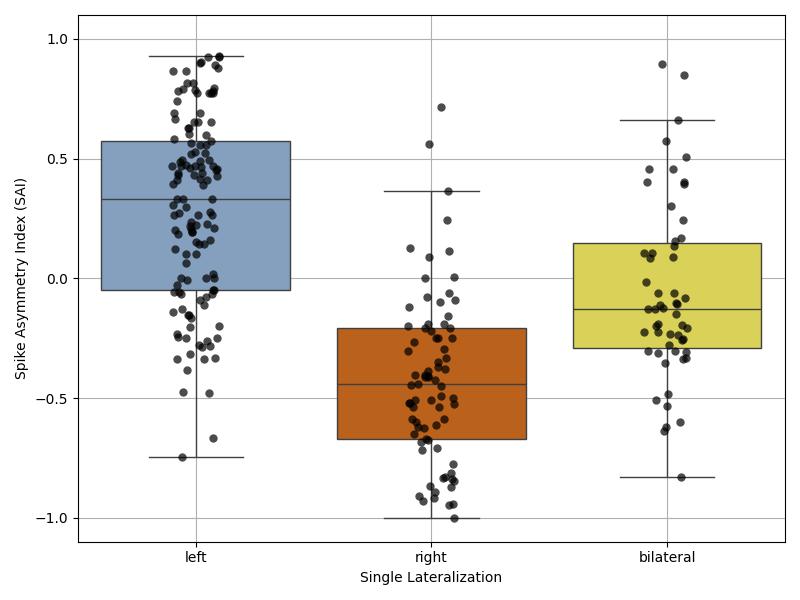 1.0
0.5
0.0
−0.5
−1.0
Spike Asymmetry Index (SAI)
left
right
bilateral
Single Lateralization